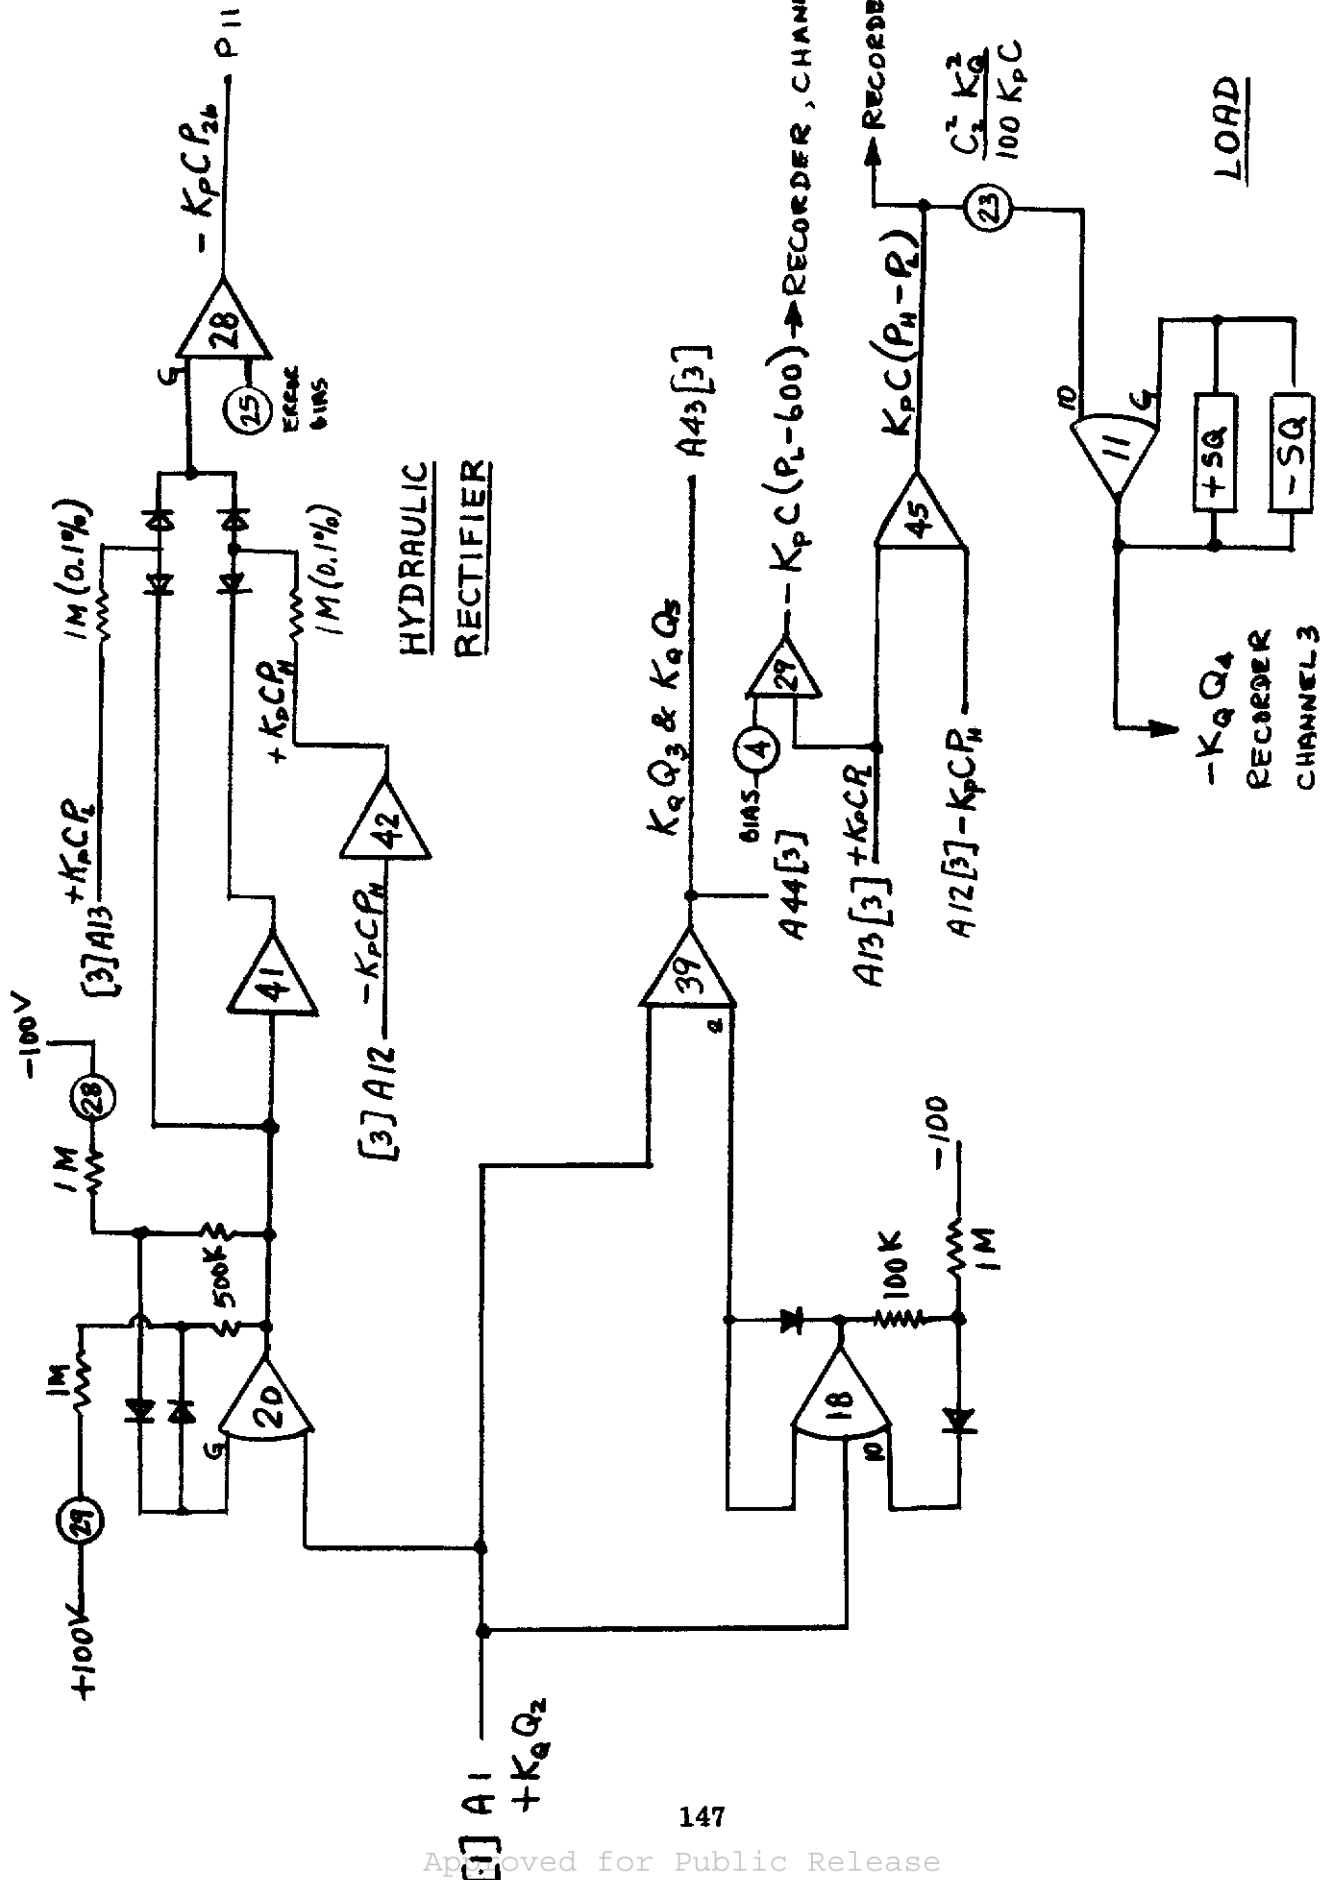 -100V
+100V
29
1M
28
1M
500K
G
20
[3]A13 +KpCPL
1M(0.1%)
41
[3]A12 -KpCPH
42
+KpCPH
1M(0.1%)
G
25
ERROR
BIAS
28
-KpCP2b
P11
HYDRAULIC
RECTIFIER
A1
+KQQ2
18
10
100K
1M
-100
39
2
KQQ3 & KQQ5
A43[3]
A44[3]
BIAS
4
29
-KpC(PL-600)
RECORDER, CHAN
A13[3] +KpCPL
A12[3] -KpCPH
45
KpC(PH-PL)
RECORDE
23
C2² KQ²
100 KpC
10
11
G
+SQ
-SQ
-KQQ4
RECORDER
CHANNEL 3
LOAD
147
Approved for Public Release